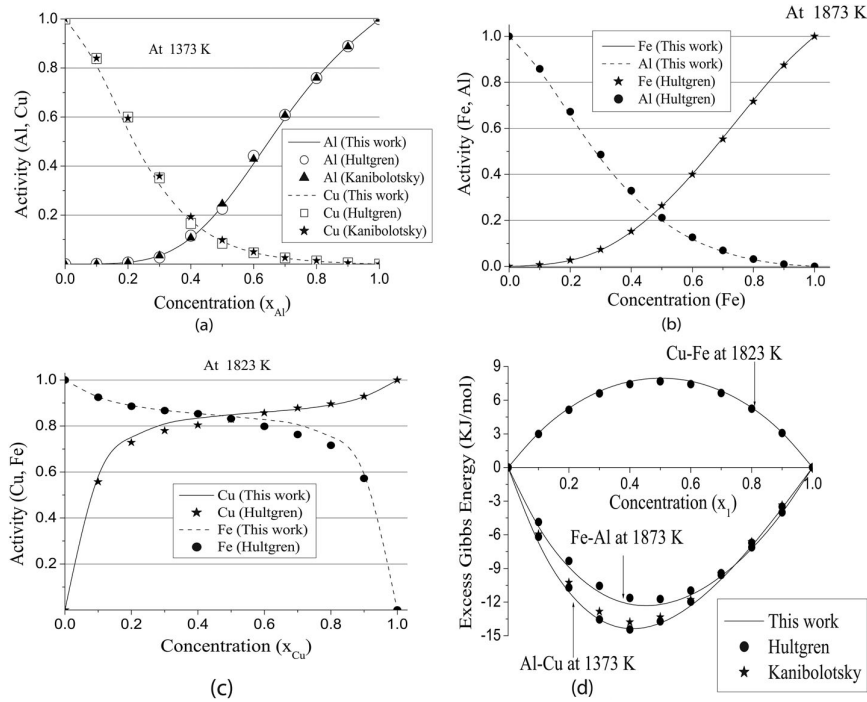 At 1373 K
Activity (Al, Cu)
1.0
0.8
0.6
0.4
0.2
0.0 0.2 0.4 0.6 0.8 1.0
Al (This work)
Al (Hultgren)
Al (Kanibolotsky)
Cu (This work)
Cu (Hultgren)
Cu (Kanibolotsky)
Concentration (x_Al)
(a)
At 1873 K
Activity (Fe, Al)
1.0
0.8
0.6
0.4
0.2
0.0
0.0 0.2 0.4 0.6 0.8 1.0
Fe (This work)
Al (This work)
Fe (Hultgren)
Al (Hultgren)
Concentration (Fe)
(b)
At 1823 K
Activity (Cu, Fe)
1.0
0.8
0.6
0.4
0.2
0.0 0.2 0.4 0.6 0.8 1.0
Cu (This work)
Cu (Hultgren)
Fe (This work)
Fe (Hultgren)
Concentration (x_Cu)
(c)
Excess Gibbs Energy (KJ/mol)
9
6
3
0
-3
-6
-9
-12
-15
Cu-Fe at 1823 K
0.2 0.4 0.6 0.8 1.0
Concentration (x_1)
Fe-Al at 1873 K
Al-Cu at 1373 K
This work
Hultgren
Kanibolotsky
(d)